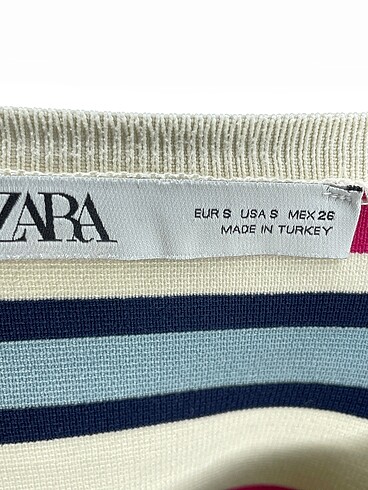 ZARA
EUR S USA S MEX 26
MADE IN TURKEY